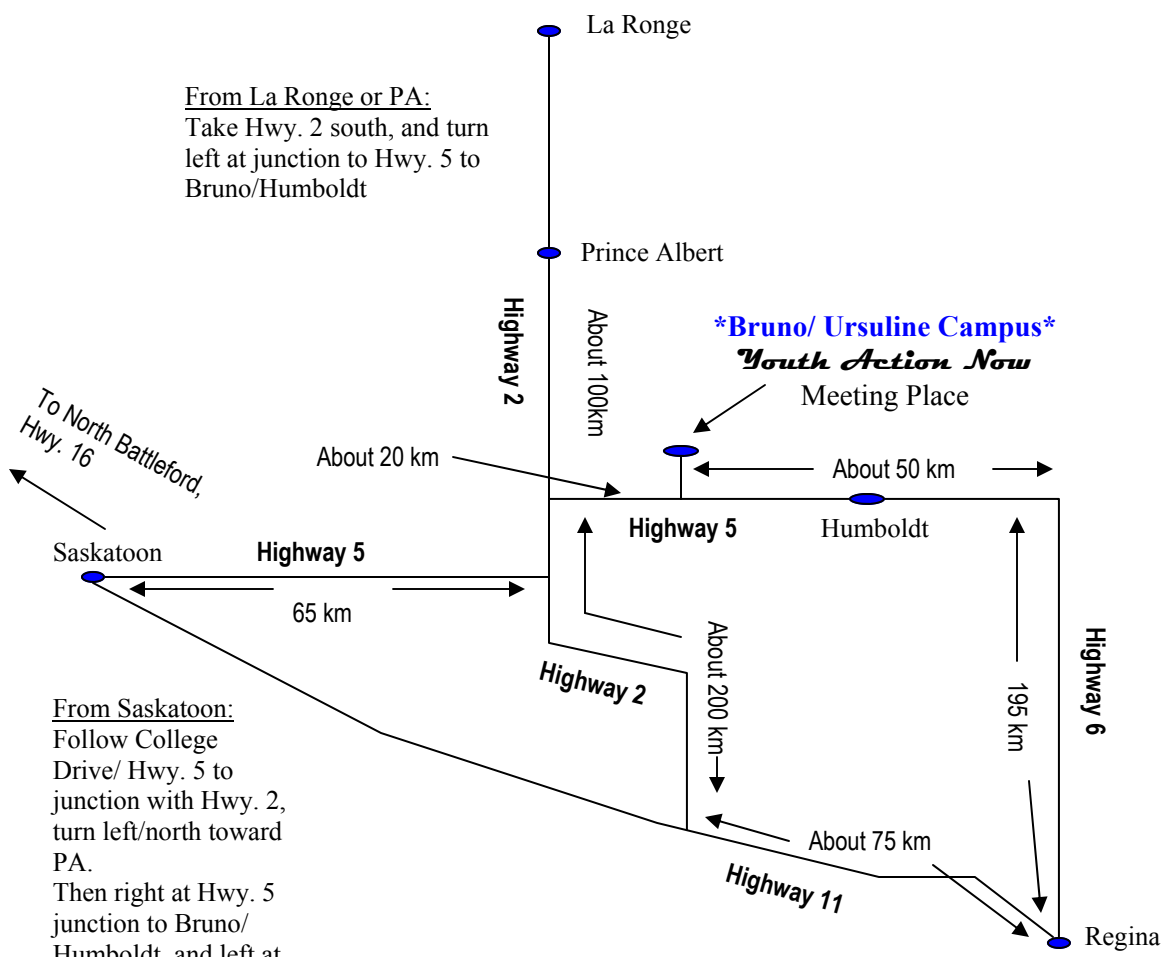 La Ronge
From La Ronge or PA:
Take Hwy. 2 south, and turn
left at junction to Hwy. 5 to
Bruno/Humboldt
Prince Albert
Highway 2
About 100km
*Bruno/ Ursuline Campus*
Youth Action Now
Meeting Place
To North Battleford,
Hwy. 16
About 20 km
About 50 km
Saskatoon
Highway 5
Highway 5
Humboldt
65 km
Highway 2
About 200 km
195 km
Highway 6
From Saskatoon:
Follow College
Drive/ Hwy. 5 to
junction with Hwy. 2,
turn left/north toward
PA.
Then right at Hwy. 5
junction to Bruno/
Humboldt, and left at
About 75 km
Highway 11
Regina